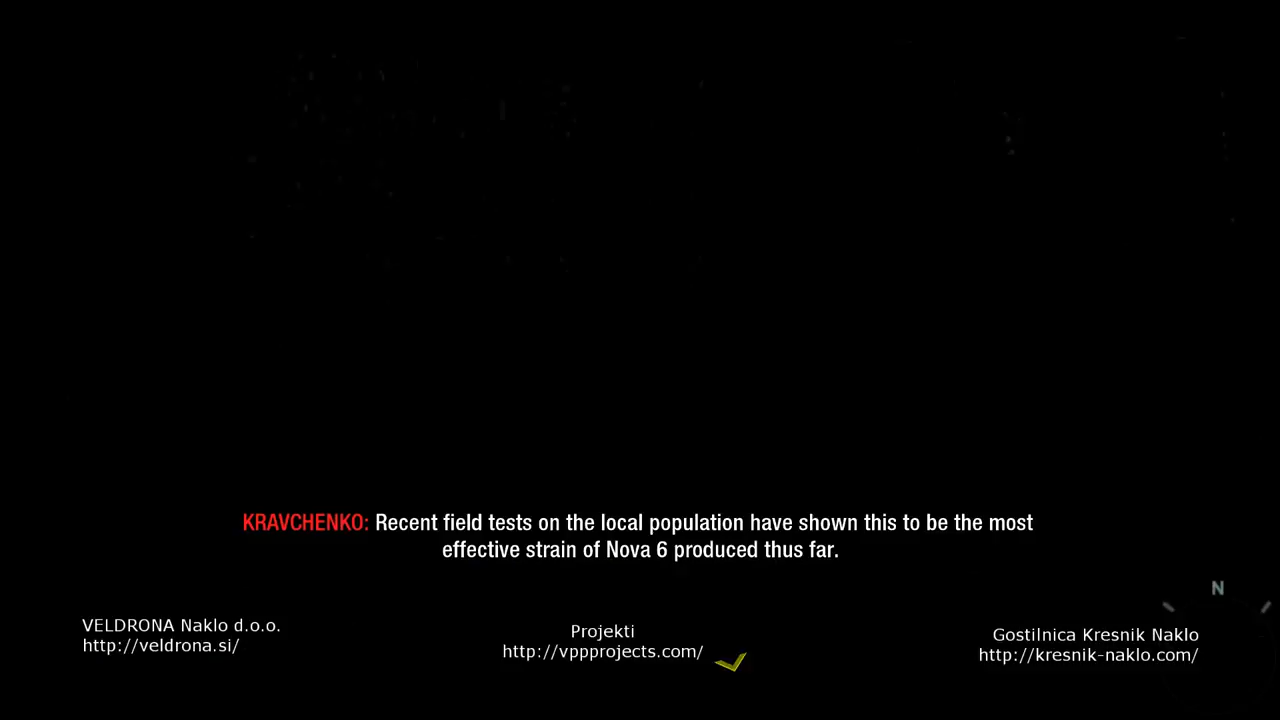 KRAVCHENKO: Recent field tests on the local population have shown this to be the most
effective strain of Nova 6 produced thus far.
N
VELDRONA Naklo d.o.o.
http://veldrona.si/
Projekti
http://vppprojects.com/
Gostilnica Kresnik Naklo
http://kresnik-naklo.com/